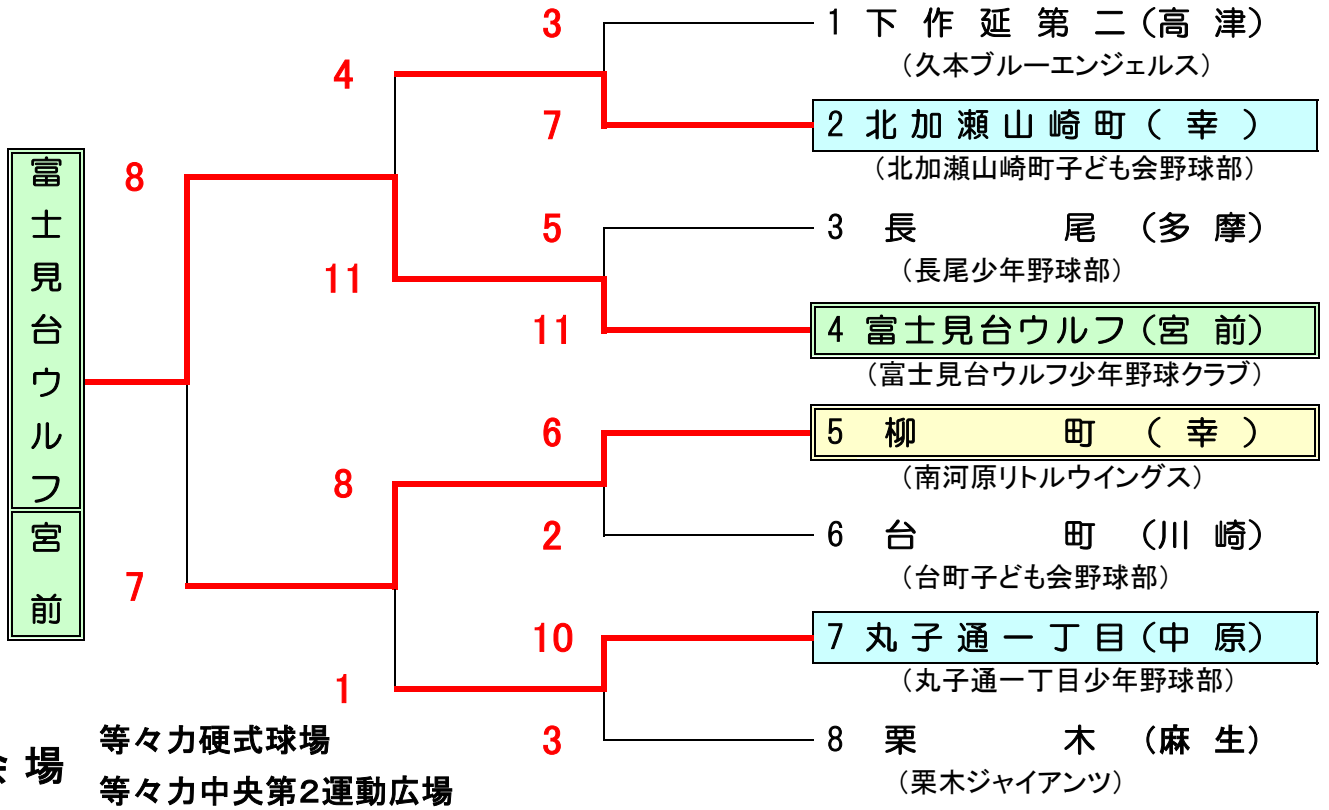 3
1 下作延第二(高津)
(久本ブルーエンジェルス)
4
7
2 北加瀬山崎町(幸)
(北加瀬山崎町子ども会野球部)
富士見台ウルフ
宮前
8
5
3 長尾(多摩)
(長尾少年野球部)
11
11
4 富士見台ウルフ(宮前)
(富士見台ウルフ少年野球クラブ)
6
5 柳町(幸)
(南河原リトルウイングス)
8
2
6 台町(川崎)
(台町子ども会野球部)
7
10
7 丸子通一丁目(中原)
(丸子通一丁目少年野球部)
1
3
8 栗木(麻生)
(栗木ジャイアンツ)
会場
等々力硬式球場
等々力中央第2運動広場